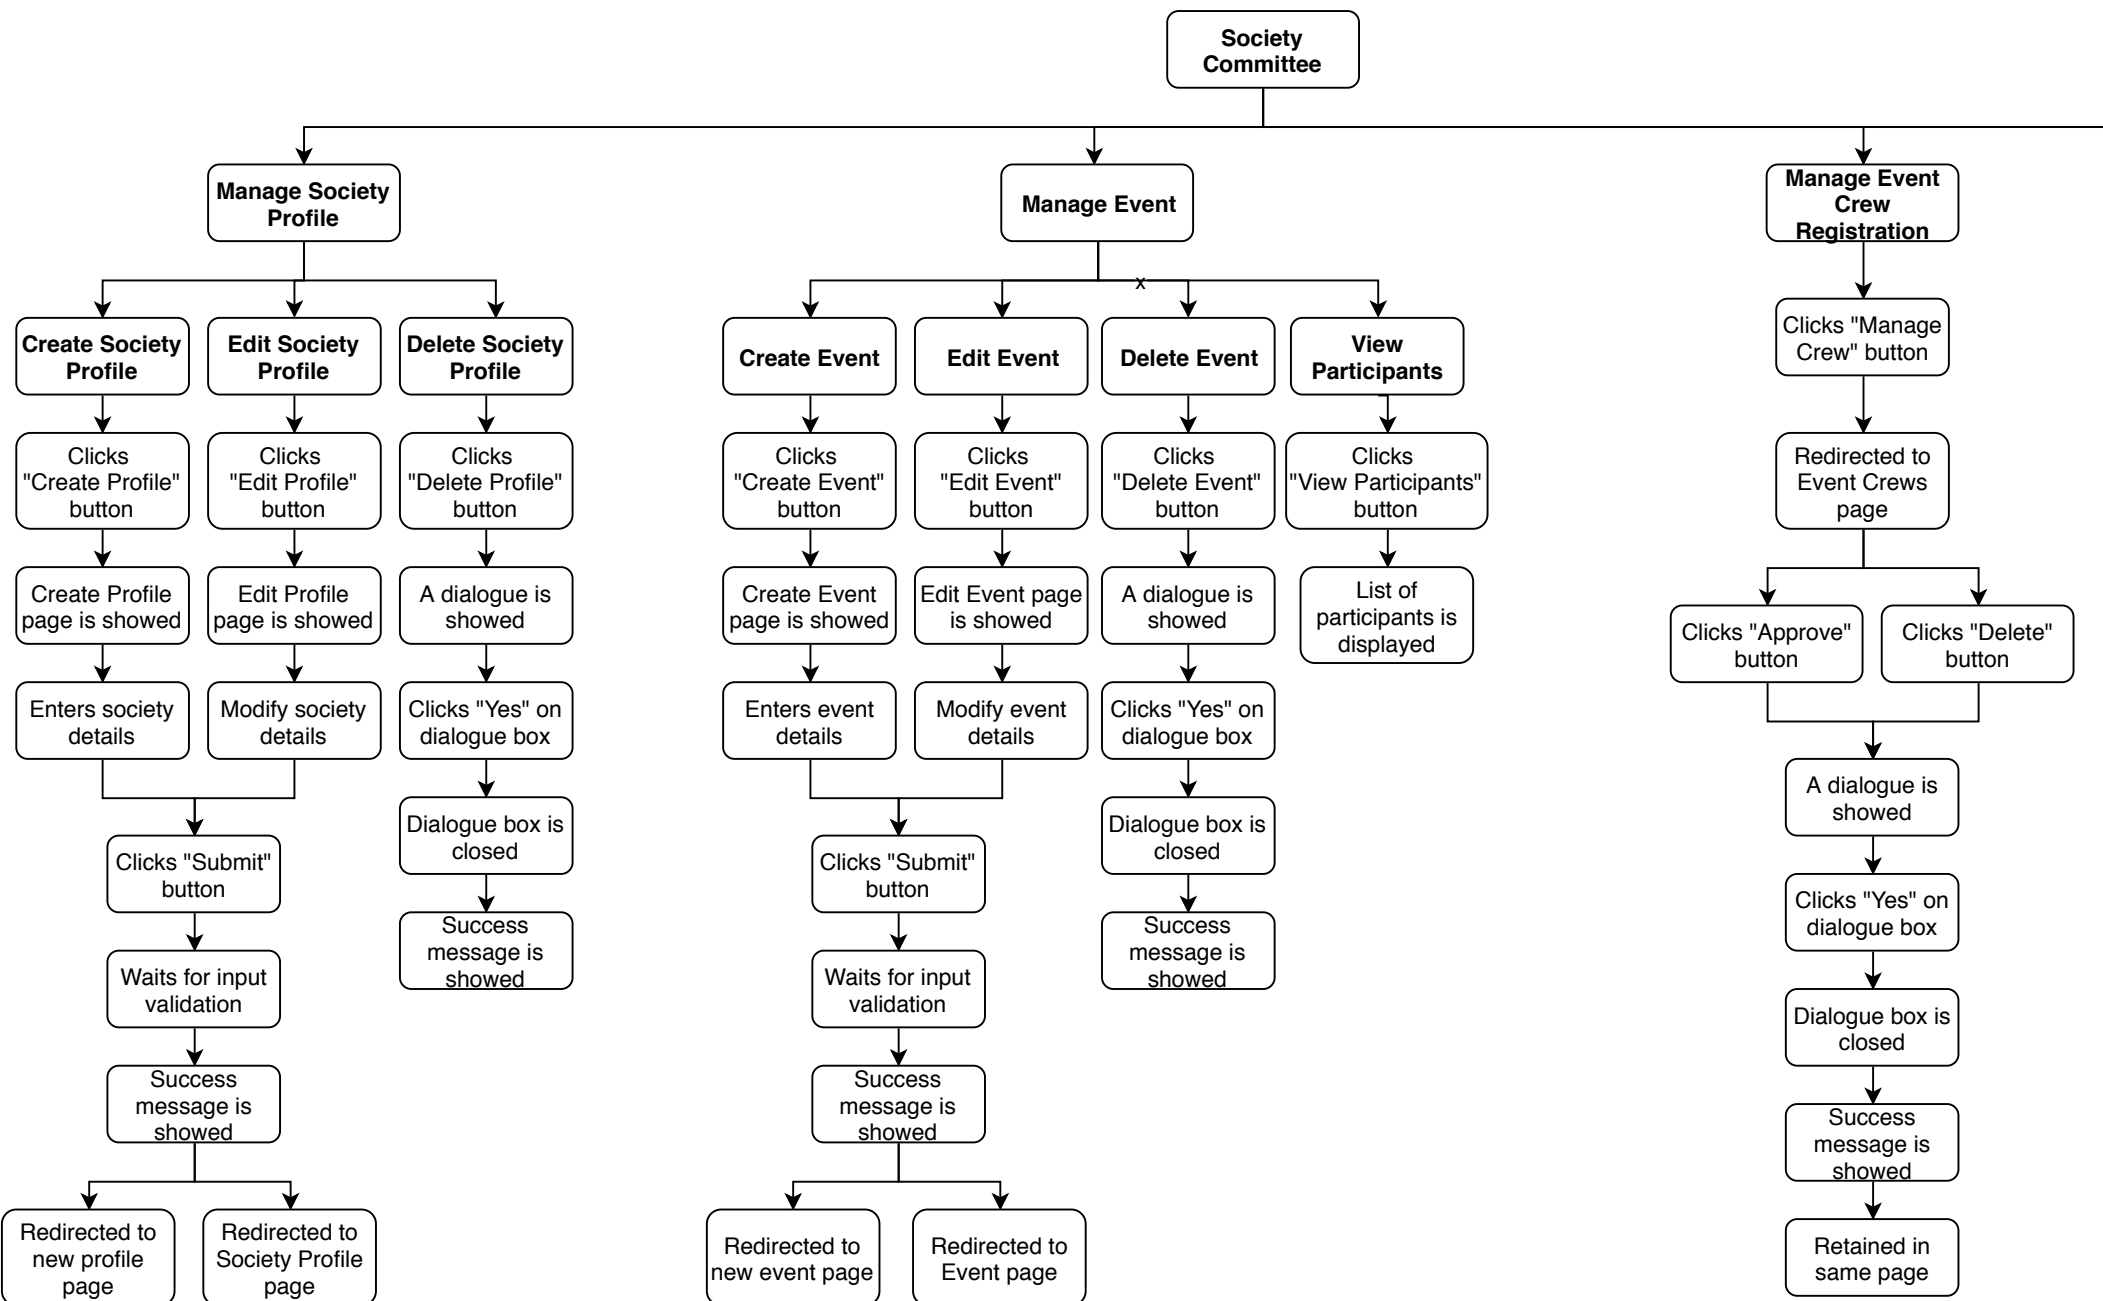 Society
Committee
Manage Society
Profile
Manage Event
Manage Event
Crew
Registration
x
Create Society
Profile
Edit Society
Profile
Delete Society
Profile
Create Event
Edit Event
Delete Event
View
Participants
Clicks "Manage
Crew" button
Clicks
"Create Profile"
button
Clicks
"Edit Profile"
button
Clicks
"Delete Profile"
button
Clicks
"Create Event"
button
Clicks
"Edit Event"
button
Clicks
"Delete Event"
button
Clicks
"View Participants"
button
Redirected to
Event Crews
page
Create Profile
page is showed
Edit Profile
page is showed
A dialogue is
showed
Create Event
page is showed
Edit Event page
is showed
A dialogue is
showed
List of
participants is
displayed
Clicks "Approve"
button
Clicks "Delete"
button
Enters society
details
Modify society
details
Clicks "Yes" on
dialogue box
Enters event
details
Modify event
details
Clicks "Yes" on
dialogue box
A dialogue is
showed
Clicks "Submit"
button
Dialogue box is
closed
Clicks "Submit"
button
Dialogue box is
closed
Clicks "Yes" on
dialogue box
Waits for input
validation
Success
message is
showed
Waits for input
validation
Success
message is
showed
Dialogue box is
closed
Success
message is
showed
Success
message is
showed
Success
message is
showed
Redirected to
new profile
page
Redirected to
Society Profile
page
Redirected to
new event page
Redirected to
Event page
Retained in
same page